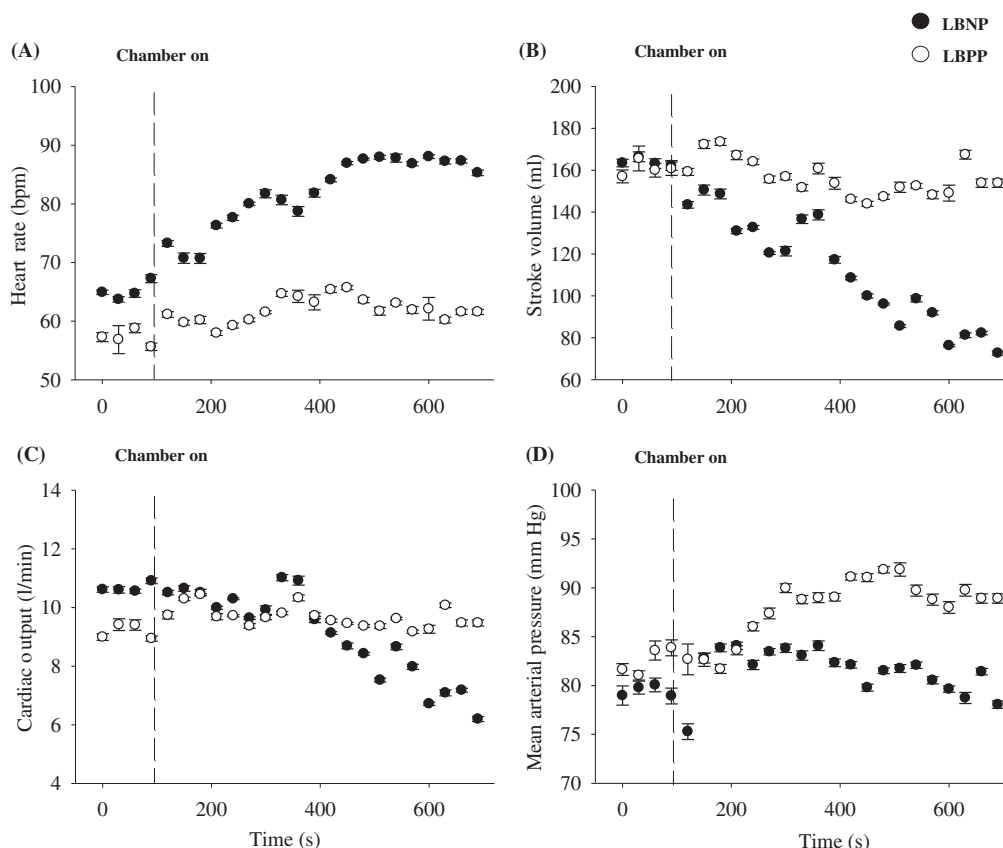 LBNP
LBPP
(A)
Chamber on
100
90
80
70
60
50
Heart rate (bpm)
0 200 400 600
(B)
Chamber on
180
160
140
120
100
80
60
Stroke volume (ml)
0 200 400 600
(C)
Chamber on
14
12
10
8
6
4
Cardiac output (l/min)
0 200 400 600
Time (s)
(D)
Chamber on
100
95
90
85
80
75
70
Mean arterial pressure (mm Hg)
0 200 400 600
Time (s)